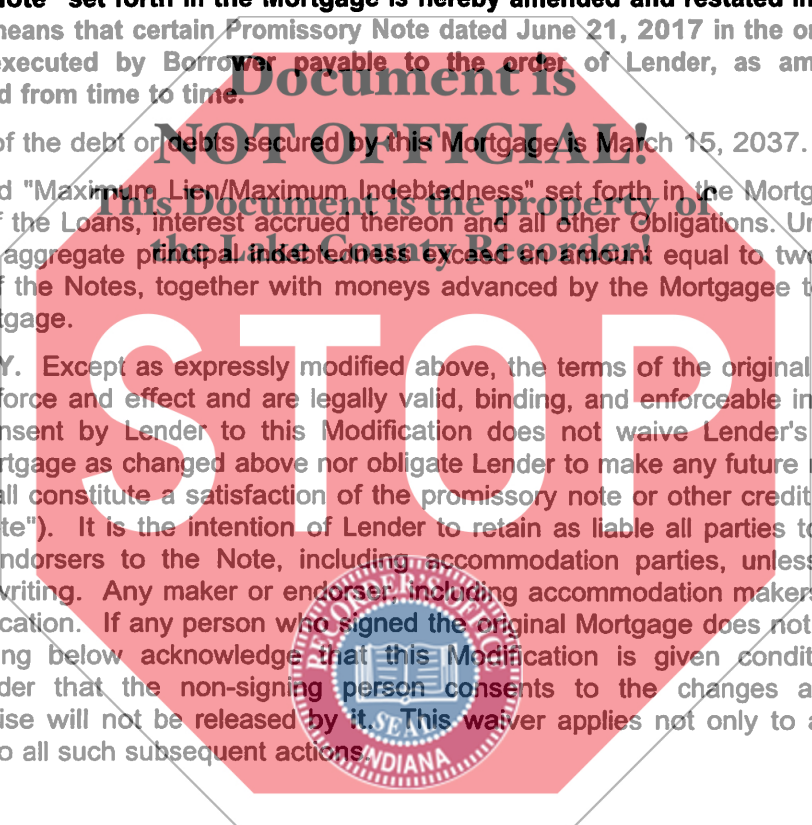 ote" set forth in the Mortgage is hereby amended and restated in
means that certain Promissory Note dated June 21, 2017 in the or
executed by Borrower payable to the order of Lender, as am
d from time to time.
Document is
of the debt or debts secured by this Mortgage is March 15, 2037.
NOT OFFICIAL!
d "Maximum Lien/Maximum Indebtedness" set forth in the Mortg
This Document is the property of
of the Loans, interest accrued thereon and all other Obligations. Un
the Lake County Recorder!
aggregate principal indebtedness exceed an amount equal to two
f the Notes, together with moneys advanced by the Mortgagee t
tgage.
STOP
Y. Except as expressly modified above, the terms of the original
force and effect and are legally valid, binding, and enforceable in
nsent by Lender to this Modification does not waive Lender's
rtgage as changed above nor obligate Lender to make any future
all constitute a satisfaction of the promissory note or other credit
te"). It is the intention of Lender to retain as liable all parties to
ndorsers to the Note, including accommodation parties, unless
writing. Any maker or endorser, including accommodation makers
cation. If any person who signed the original Mortgage does not
ing below acknowledge that this Modification is given condit
der that the non-signing person consents to the changes a
ise will not be released by it. This waiver applies not only to a
o all such subsequent actions.
RECORDER'S OFFICE
SEAL
INDIANA